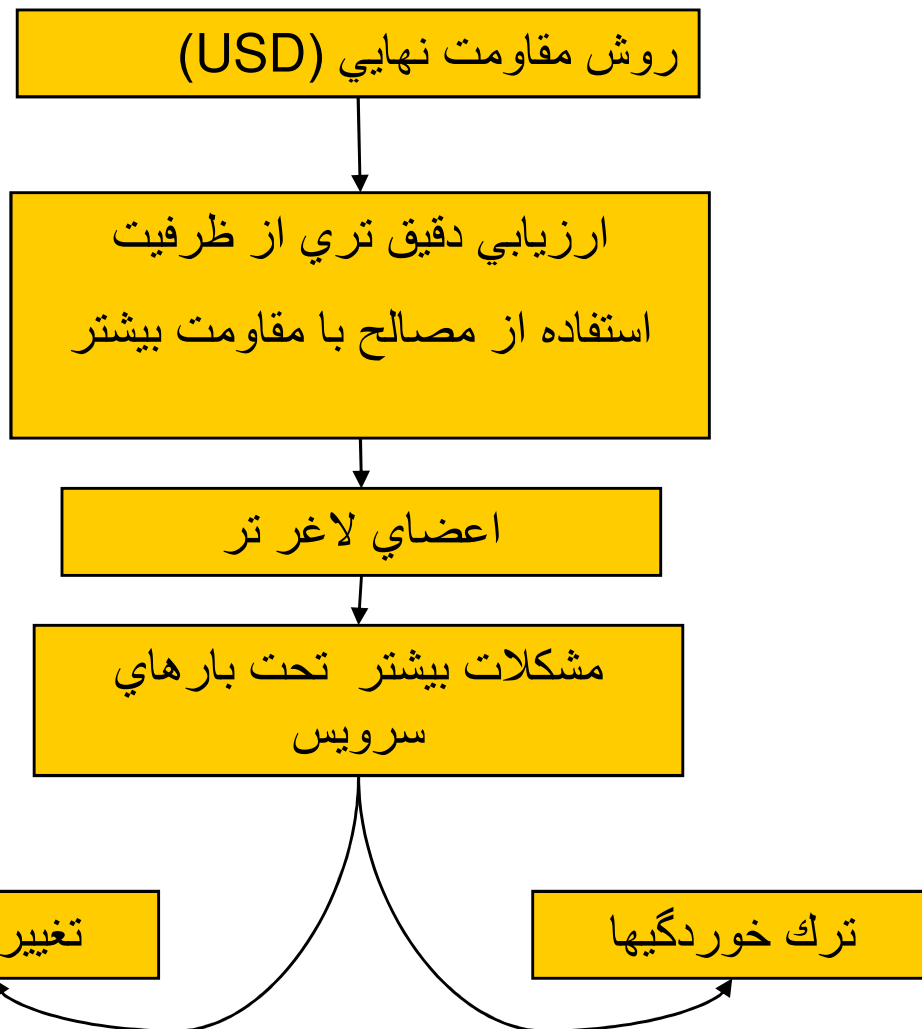 روش مقاومت نهايي (USD)
ارزيابي دقيق تري از ظرفيت
استفاده از مصالح با مقاومت بيشتر
اعضاي لاغر تر
مشكلات بيشتر تحت بارهاي
سرويس
ترك خوردگيها
تغيير